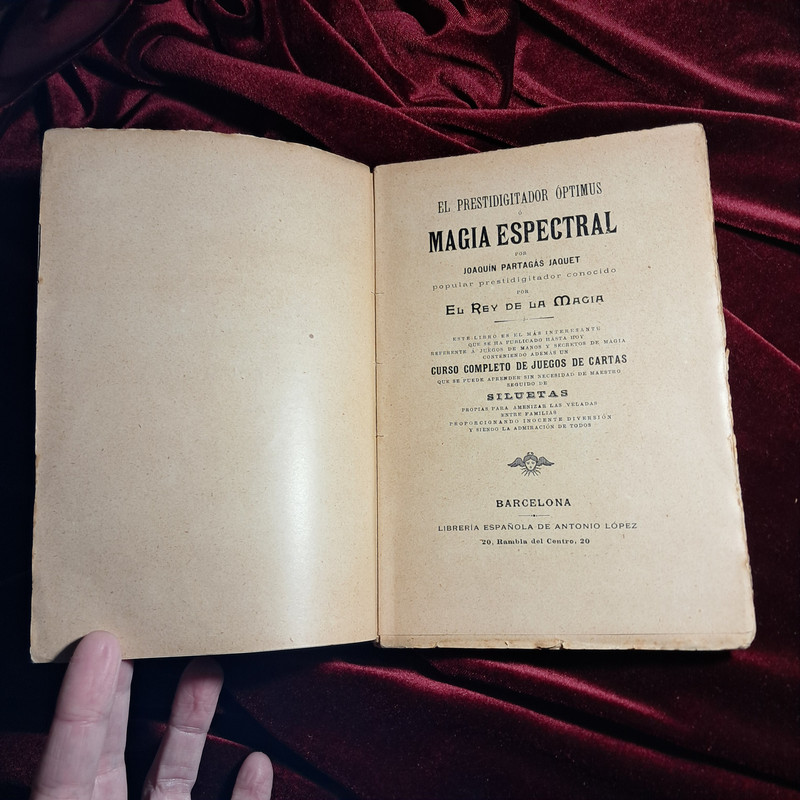 EL PRESTIDIGITADOR ÓPTIMUS
Ó
MAGIA ESPECTRAL
POR
JOAQUÍN PARTAGÁS JAQUET
popular prestidigitador conocido
POR
EL REY DE LA MAGIA
ESTE LIBRO ES EL MÁS INTERESANTE
QUE SE HA PUBLICADO HASTA HOY
REFERENTE Á JUEGOS DE MANOS Y SECRETOS DE MAGIA
CONTENIENDO ADEMÁS UN
CURSO COMPLETO DE JUEGOS DE CARTAS
QUE SE PUEDE APRENDER SIN NECESIDAD DE MAESTRO
SEGUIDO DE
SILUETAS
PROPIAS PARA AMENIZAR LAS VELADAS
ENTRE FAMILIAS
PROPORCIONANDO INOCENTE DIVERSIÓN
Y SIENDO LA ADMIRACIÓN DE TODOS
BARCELONA
LIBRERÍA ESPAÑOLA DE ANTONIO LÓPEZ
20, Rambla del Centro, 20